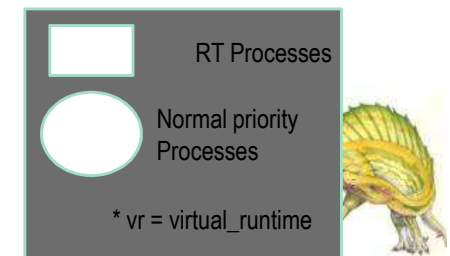 RT Processes
Normal priority
Processes
* vr = virtual_runtime